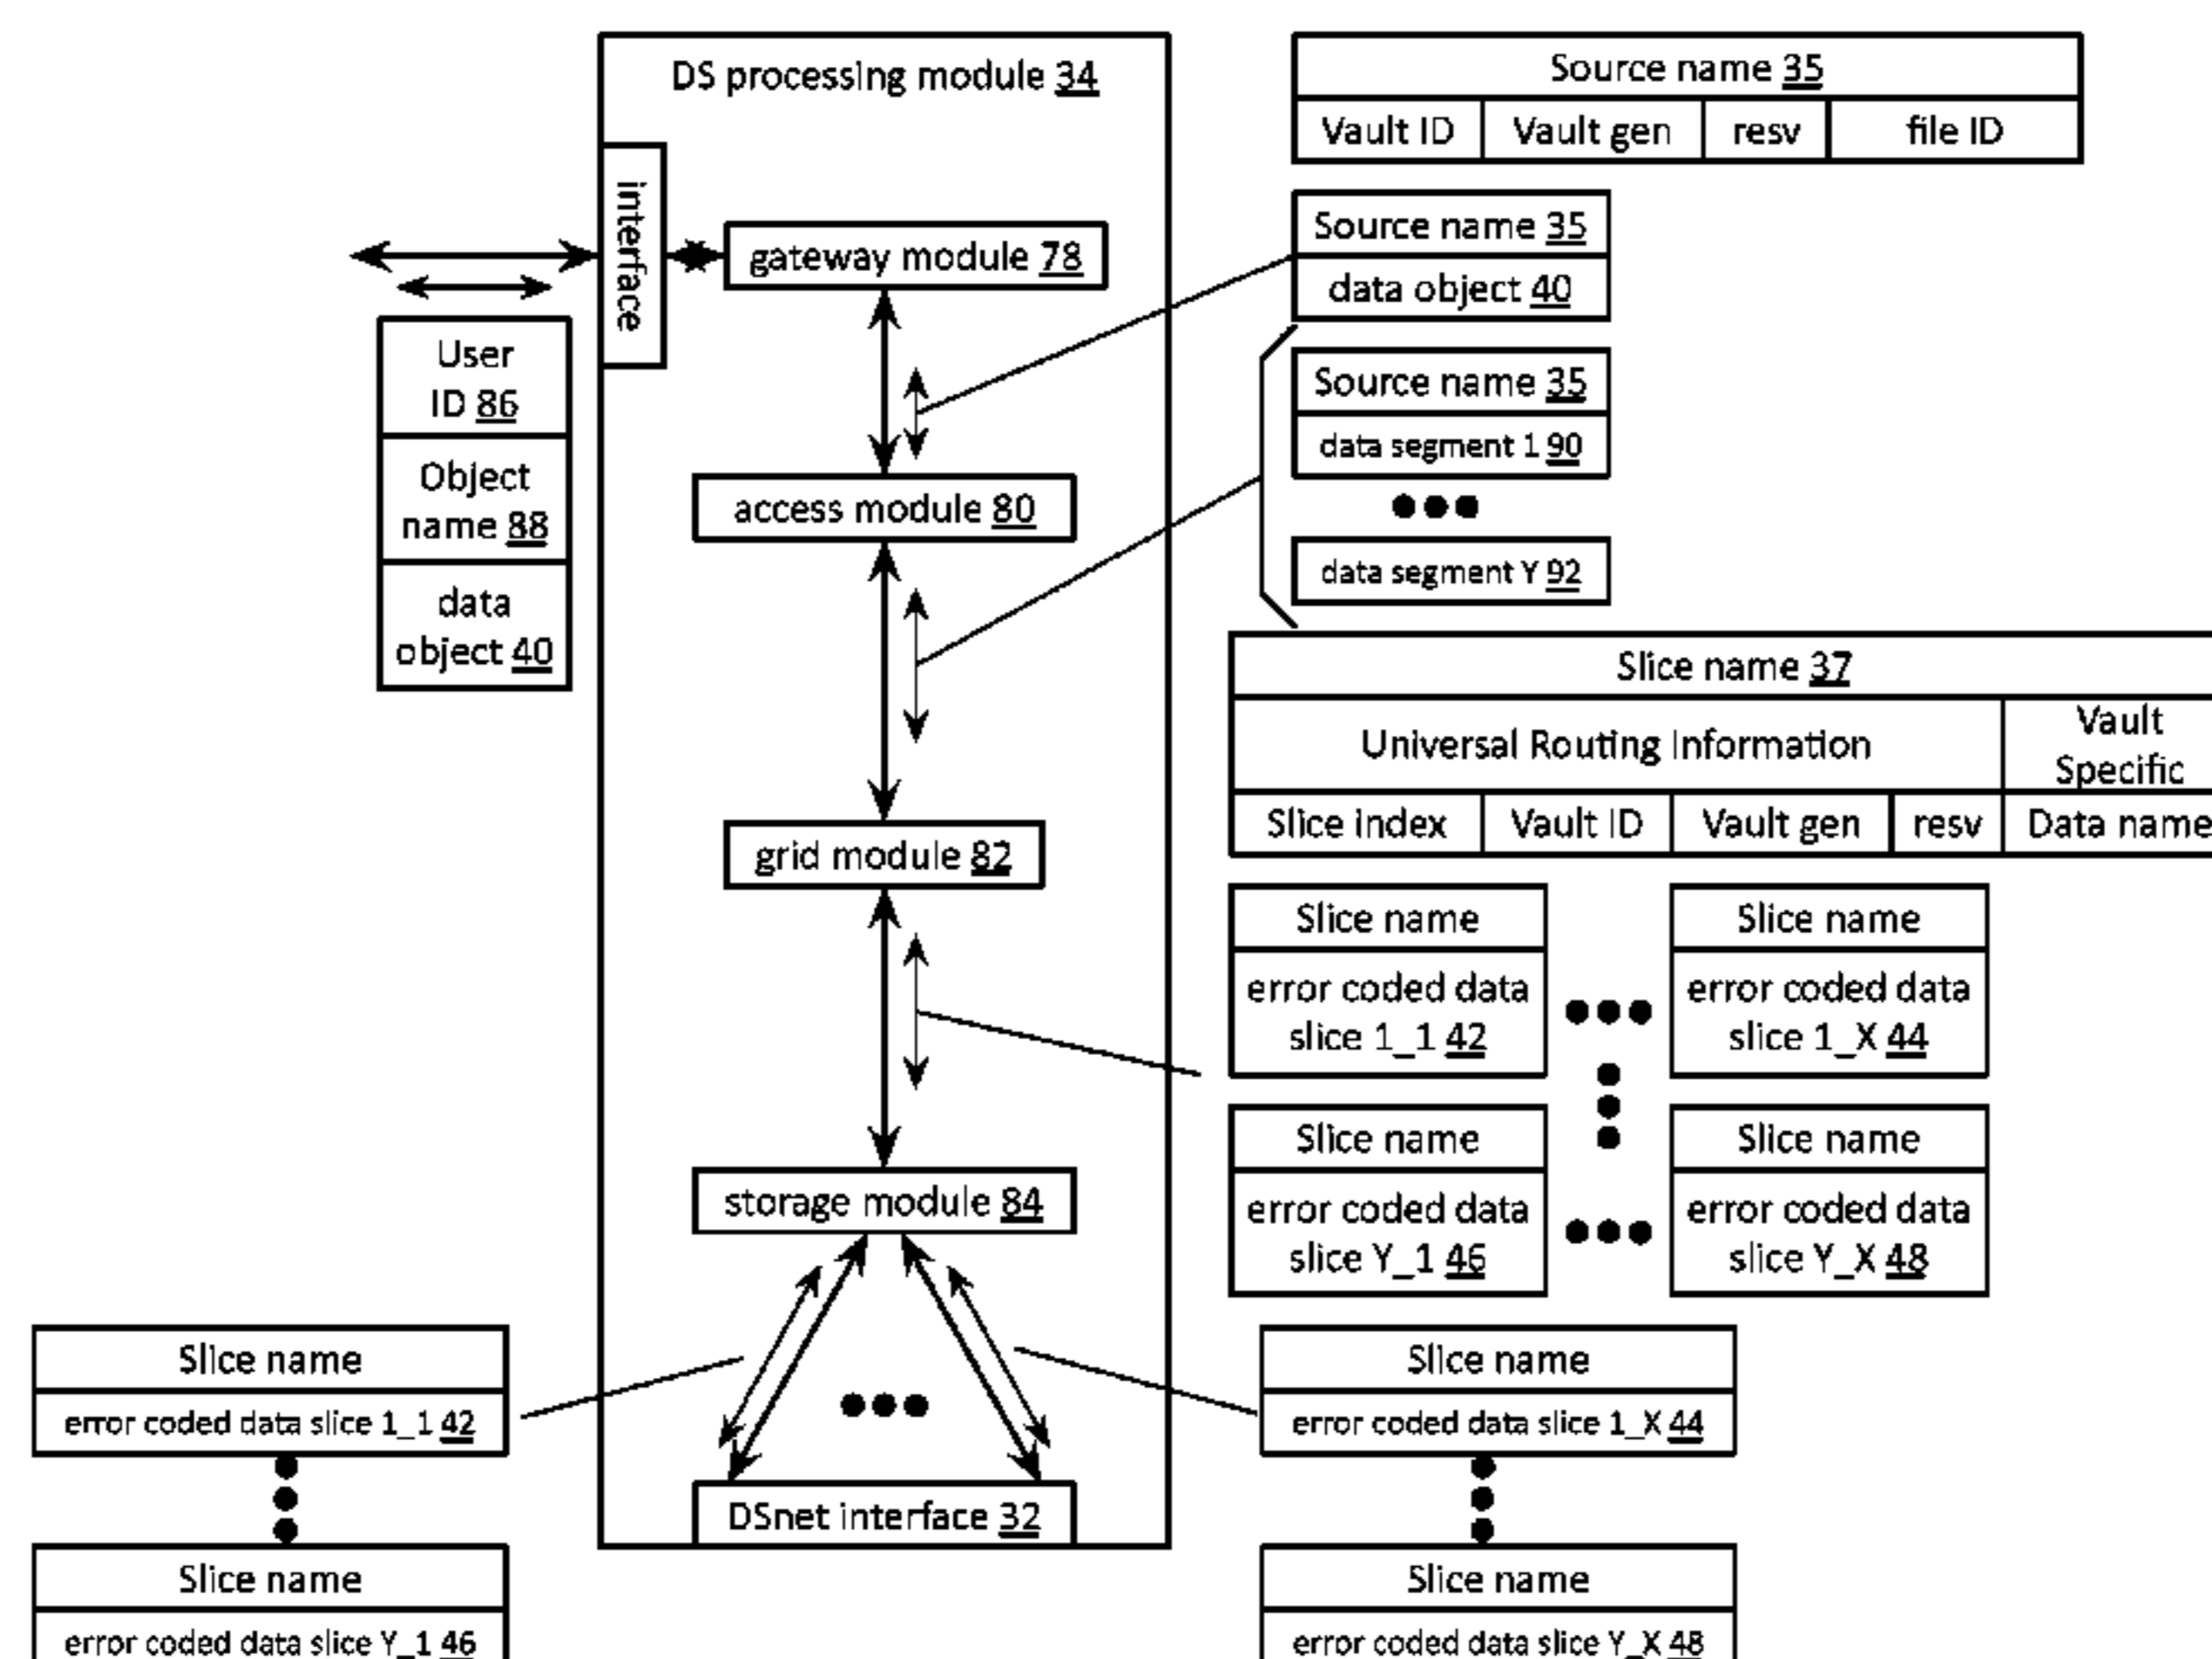 DS processing module 34
interface
gateway module 78
User
ID 86
Object
name 88
data
object 40
access module 80
grid module 82
storage module 84
DSnet interface 32
Source name 35
Vault ID Vault gen resv file ID
Source name 35
data object 40
Source name 35
data segment 1 90
data segment Y 92
Slice name 37
Universal Routing Information
Vault
Specific
Slice index Vault ID Vault gen resv Data name
Slice name
error coded data
slice 1_1 42
Slice name
error coded data
slice 1_X 44
Slice name
error coded data
slice Y_1 46
Slice name
error coded data
slice Y_X 48
Slice name
error coded data slice 1_1 42
Slice name
error coded data slice Y_1 46
Slice name
error coded data slice 1_X 44
Slice name
error coded data slice Y_X 48